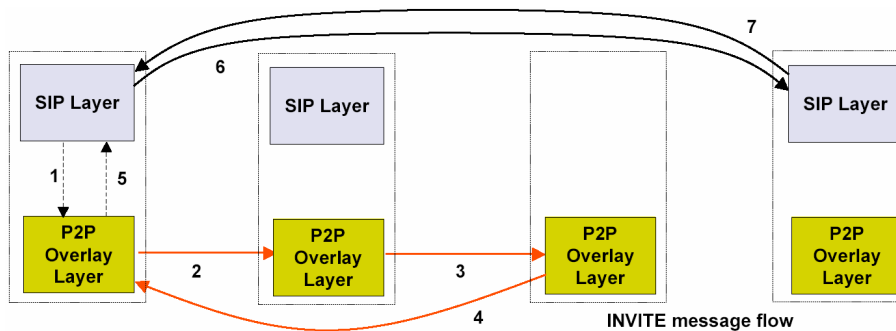 7
6
SIP Layer
SIP Layer
SIP Layer
1
5
P2P
Overlay
Layer
P2P
Overlay
Layer
P2P
Overlay
Layer
P2P
Overlay
Layer
2
3
4
INVITE message flow